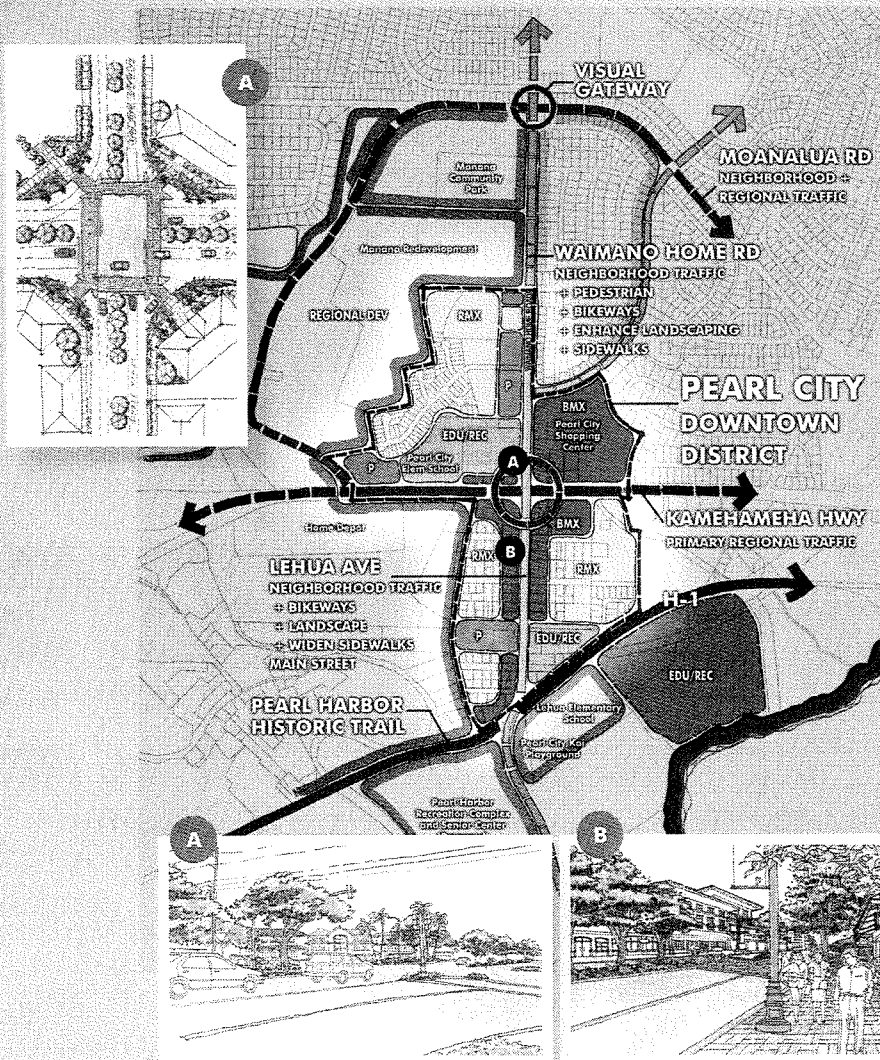 A
VISUAL
GATEWAY
MOANALUA RD
NEIGHBORHOOD +
REGIONAL TRAFFIC
Manana
Community
Park
Manana Redevelopment
WAIMANO HOME RD
NEIGHBORHOOD TRAFFIC
+ PEDESTRIAN
+ BIKEWAYS
+ ENHANCE LANDSCAPING
+ SIDEWALKS
REGIONAL DEV
RMX
P
PEARL CITY
DOWNTOWN
DISTRICT
BMX
Pearl City
Shopping
Center
EDU/REC
Pearl City
Elem School
P
A
KAMEHAMEHA HWY
PRIMARY REGIONAL TRAFFIC
Home Depot
BMX
B
RMX
RMX
LEHUA AVE
NEIGHBORHOOD TRAFFIC
+ BIKEWAYS
+ LANDSCAPE
+ WIDEN SIDEWALKS
MAIN STREET
H-1
P
EDU/REC
EDU/REC
PEARL HARBOR
HISTORIC TRAIL
Lehua Elementary
School
Pearl City Kai
Playground
Pearl Harbor
Recreation Complex
and Senior Center
A
B